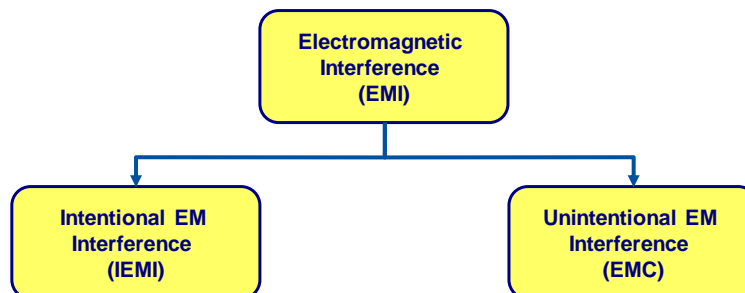 Electromagnetic
Interference
(EMI)
Intentional EM
Interference
(IEMI)
Unintentional EM
Interference
(EMC)